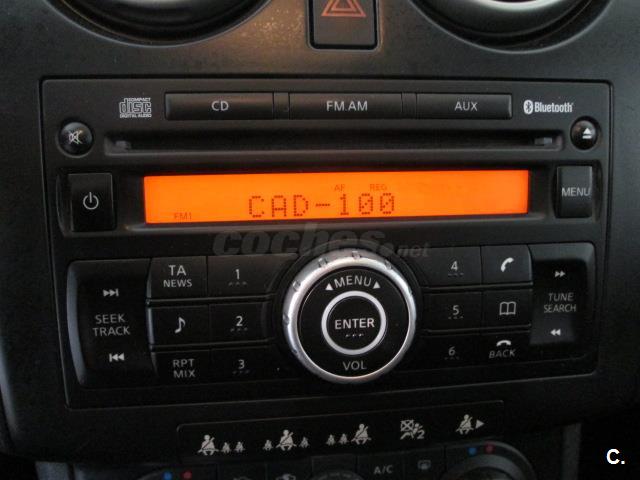 COMPACT
disc
DIGITAL AUDIO
CD
FM.AM
AUX
Bluetooth
AF REG
FM1
CAD-100
MENU
coches.net
SEEK
TRACK
TA
NEWS
1
2
RPT
MIX
3
MENU
ENTER
VOL
4
5
6
BACK
TUNE
SEARCH
2
A/C
C.